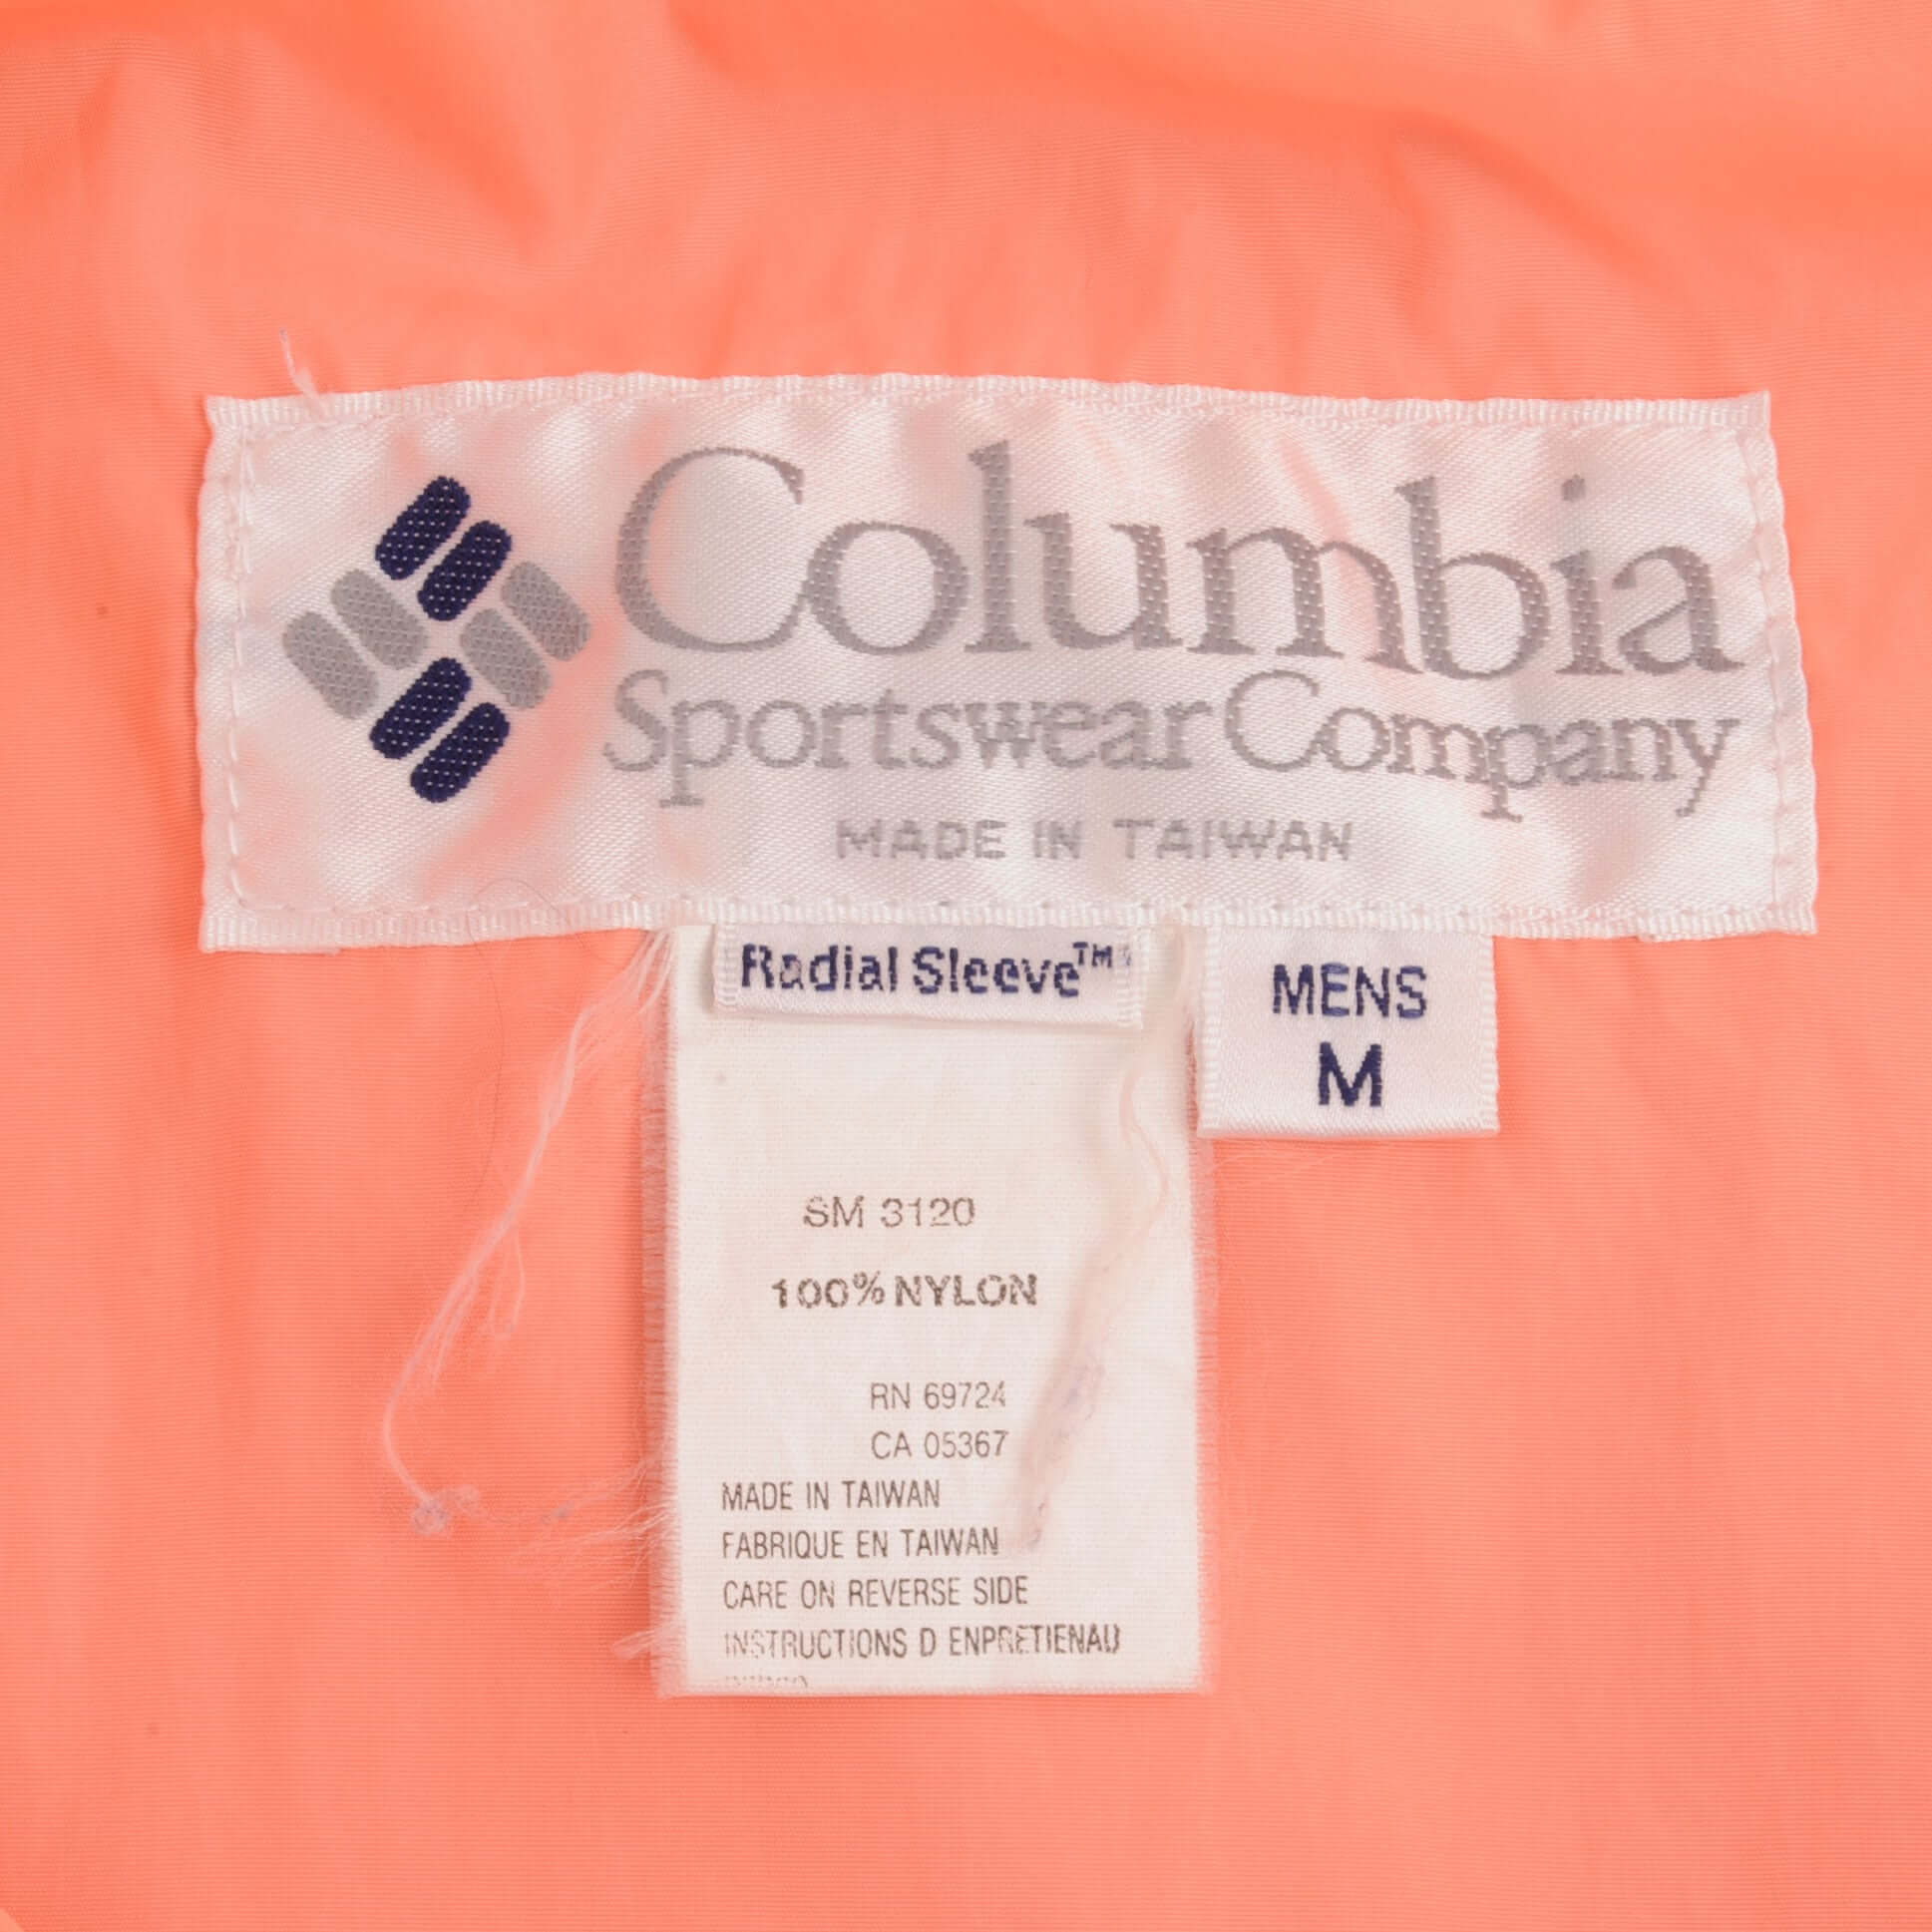 Columbia
Sportswear Company
MADE IN TAIWAN
Radial Sleeve™
MENS
M
SM 3120
100% NYLON
RN 69724
CA 05367
MADE IN TAIWAN
FABRIQUE EN TAIWAN
CARE ON REVERSE SIDE
INSTRUCTIONS D ENPRETIENAU